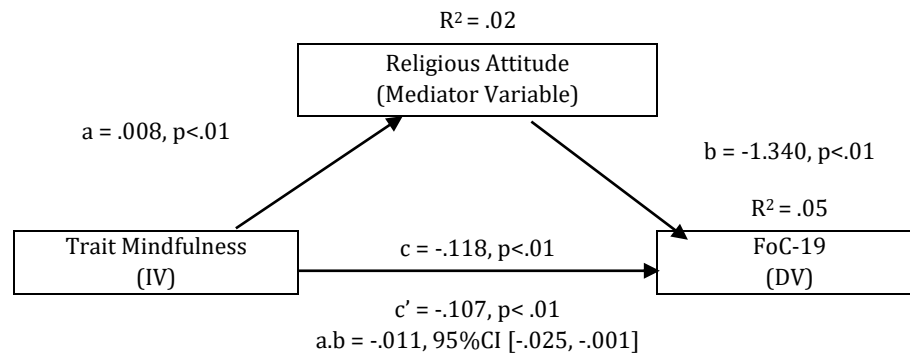 R² = .02
Religious Attitude
(Mediator Variable)
a = .008, p<.01
b = -1.340, p<.01
R² = .05
Trait Mindfulness
(IV)
c = -.118, p<.01
FoC-19
(DV)
c’ = -.107, p< .01
a.b = -.011, 95%CI [-.025, -.001]